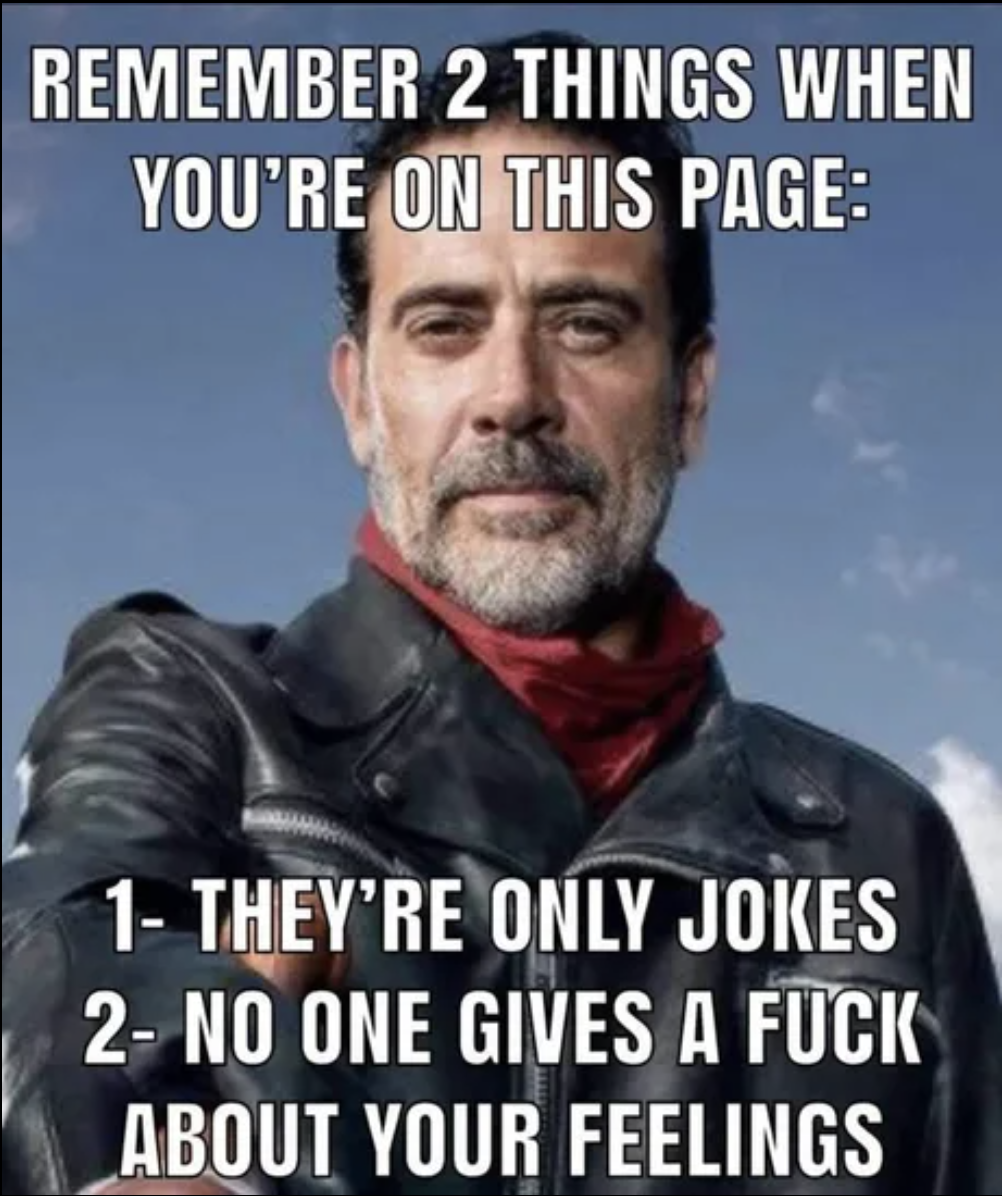 REMEMBER 2 THINGS WHEN
YOU'RE ON THIS PAGE:
1- THEY'RE ONLY JOKES
2- NO ONE GIVES A FUCK
ABOUT YOUR FEELINGS